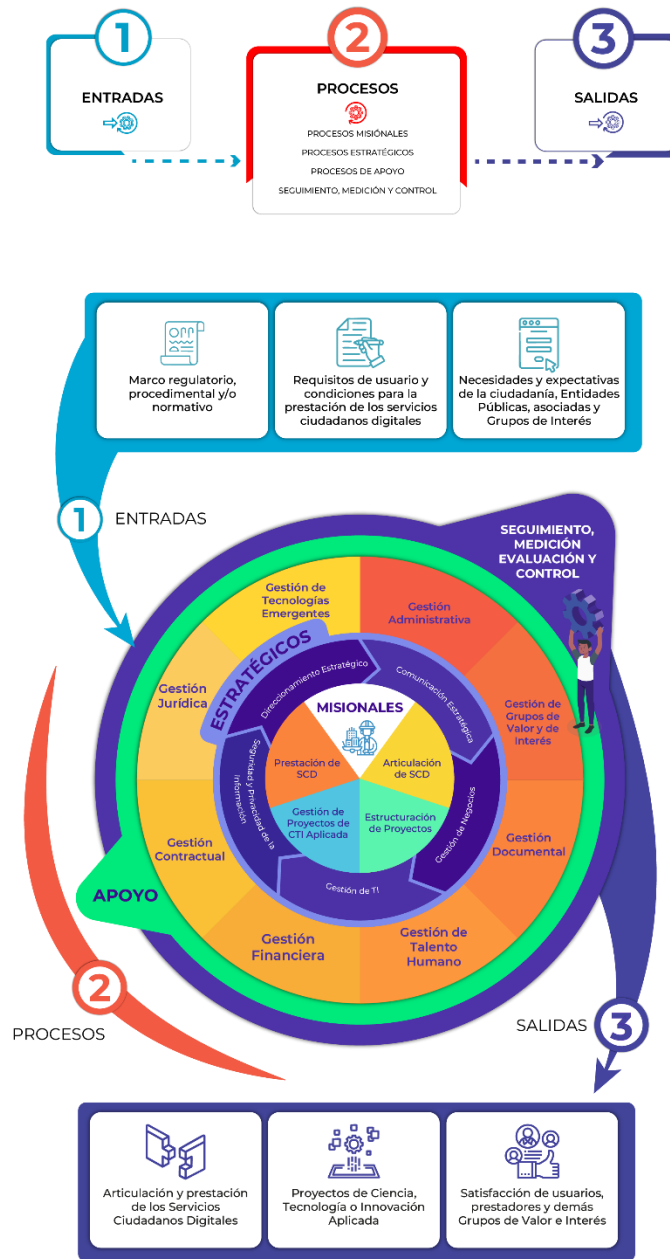 1
ENTRADAS
2
PROCESOS
PROCESOS MISIÓNALES
PROCESOS ESTRATÉGICOS
PROCESOS DE APOYO
SEGUIMIENTO, MEDICIÓN Y CONTROL
3
SALIDAS
Marco regulatorio,
procedimental y/o
normativo
Requisitos de usuario y
condiciones para la
prestación de los servicios
ciudadanos digitales
Necesidades y expectativas
de la ciudadanía, Entidades
Públicas, asociadas y
Grupos de Interés
1
ENTRADAS
SEGUIMIENTO,
MEDICIÓN
EVALUACIÓN Y
CONTROL
Gestión de
Tecnologías
Emergentes
Gestión
Administrativa
Gestión
Jurídica
Gestión de
Grupos de
Valor y de
Interés
Gestión
Contractual
Gestión
Documental
Gestión
Financiera
Gestión de
Talento
Humano
ESTRATÉGICOS
Direccionamiento Estratégico
Comunicación Estratégica
Gestión de Negocios
Gestión de TI
Seguridad y Privacidad de la
Información
MISIONALES
Prestación de
SCD
Articulación
de SCD
Gestión de
Proyectos de
CTI Aplicada
Estructuración
de Proyectos
APOYO
2
PROCESOS
SALIDAS
3
Articulación y prestación
de los Servicios
Ciudadanos Digitales
Proyectos de Ciencia,
Tecnología o Innovación
Aplicada
Satisfacción de usuarios,
prestadores y demás
Grupos de Valor e Interés